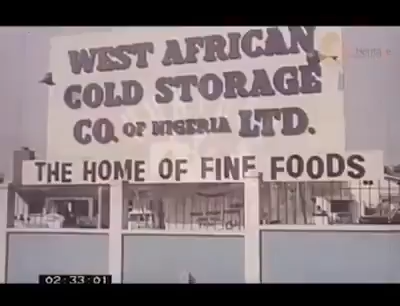 WEST AFRICAN
COLD STORAGE
CO. OF NIGERIA LTD.
THE HOME OF FINE FOODS
02:33:01